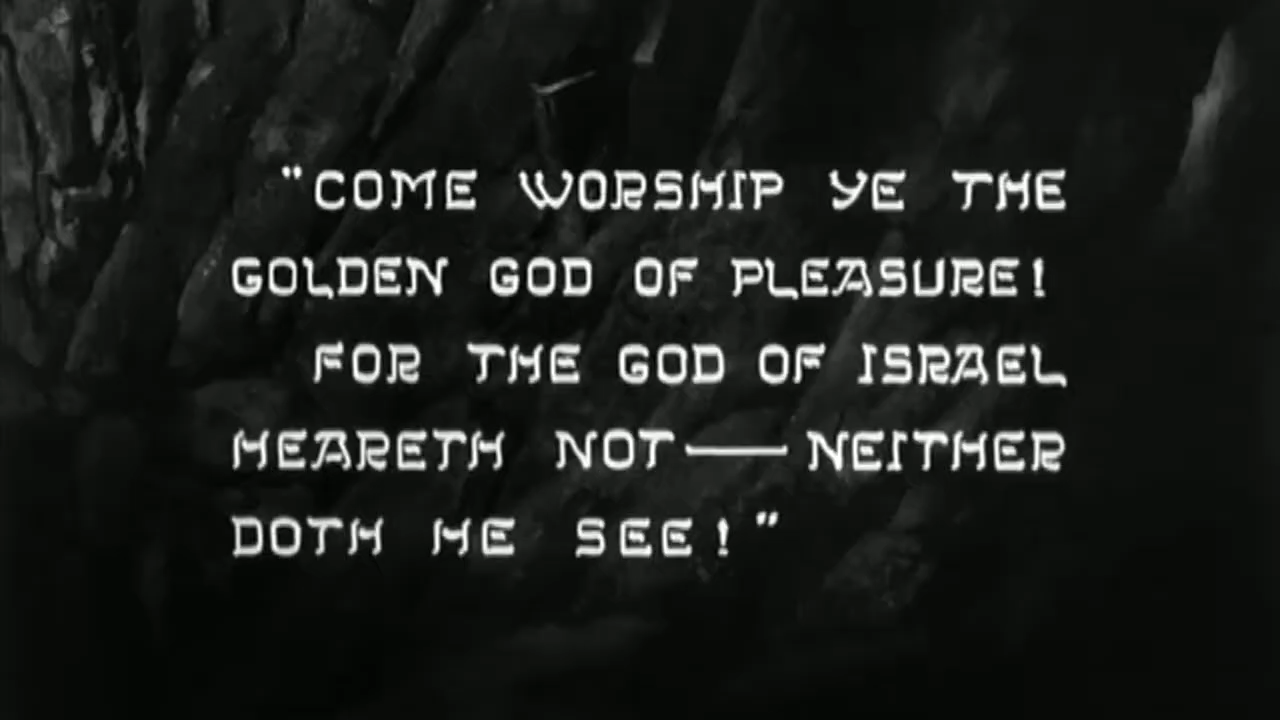 "COME WORSHIP YE THE
GOLDEN GOD OF PLEASURE!
FOR THE GOD OF ISRAEL
HEARETH NOT — NEITHER
DOTH HE SEE!"